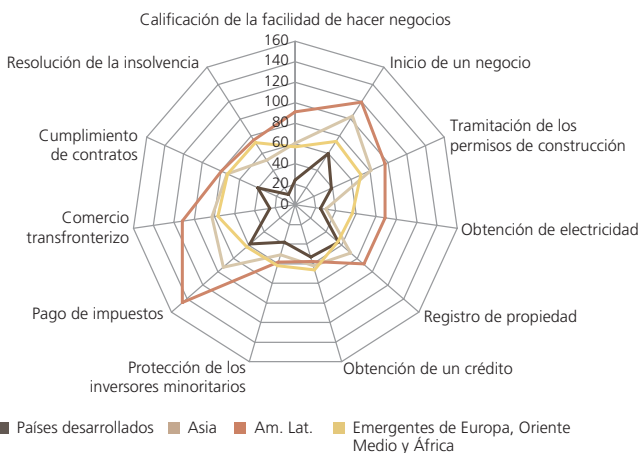 Calificación de la facilidad de hacer negocios
160
140
120
100
80
60
40
20
0
Inicio de un negocio
Tramitación de los
permisos de construcción
Obtención de electricidad
Registro de propiedad
Obtención de un crédito
Protección de los
inversores minoritarios
Pago de impuestos
Comercio
transfronterizo
Cumplimiento
de contratos
Resolución de la insolvencia
Países desarrollados
Asia
Am. Lat.
Emergentes de Europa, Oriente
Medio y África